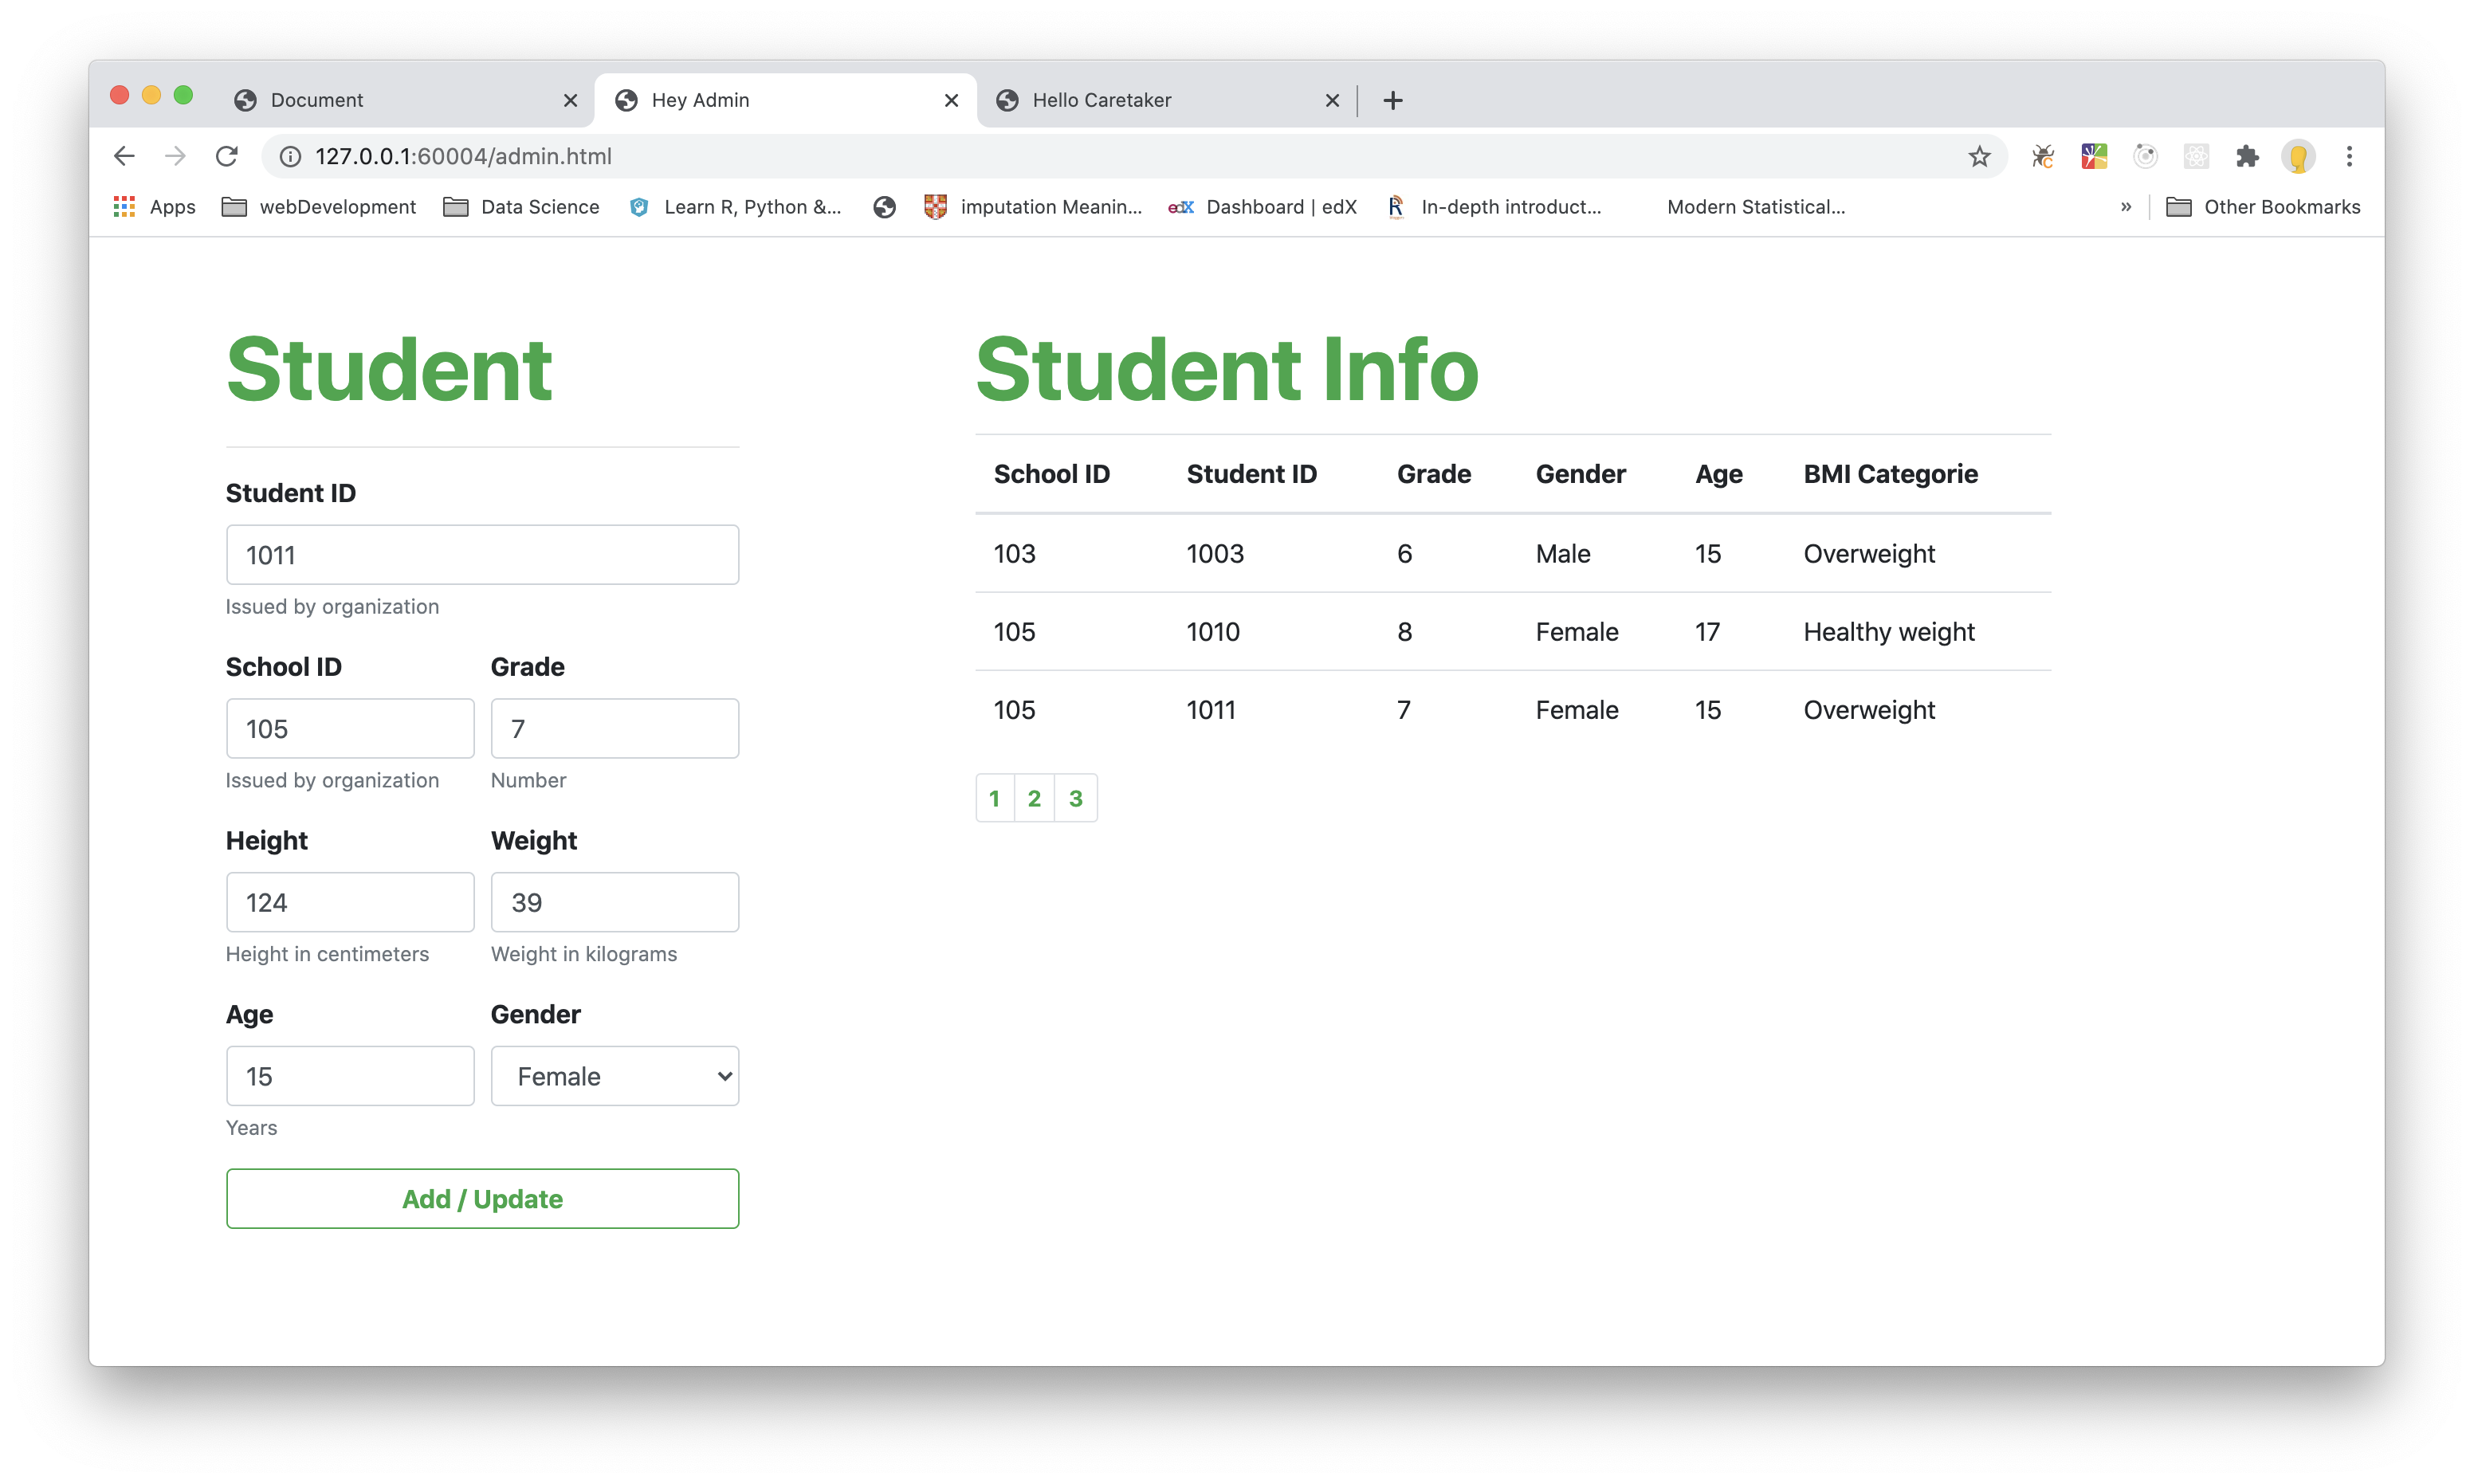 Document
Hey Admin
Hello Caretaker
127.0.0.1:60004/admin.html
Apps webDevelopment Data Science Learn R, Python &... imputation Meanin... edX Dashboard | edX R In-depth introduct... Modern Statistical... » Other Bookmarks
Student
Student ID
1011
Issued by organization
School ID Grade
105 7
Issued by organization Number
Height Weight
124 39
Height in centimeters Weight in kilograms
Age Gender
15 Female
Years
Add / Update
Student Info
School ID Student ID Grade Gender Age BMI Categorie
103 1003 6 Male 15 Overweight
105 1010 8 Female 17 Healthy weight
105 1011 7 Female 15 Overweight
1 2 3